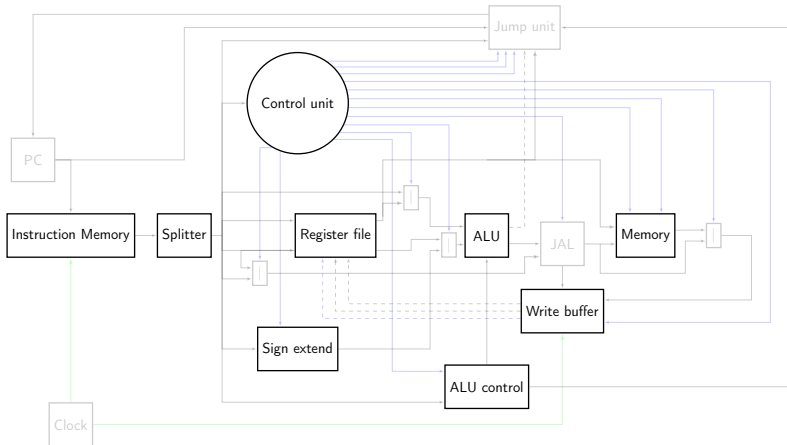 Jump unit
Control unit
PC
Instruction Memory
Splitter
Register file
ALU
JAL
Memory
Write buffer
Sign extend
ALU control
Clock